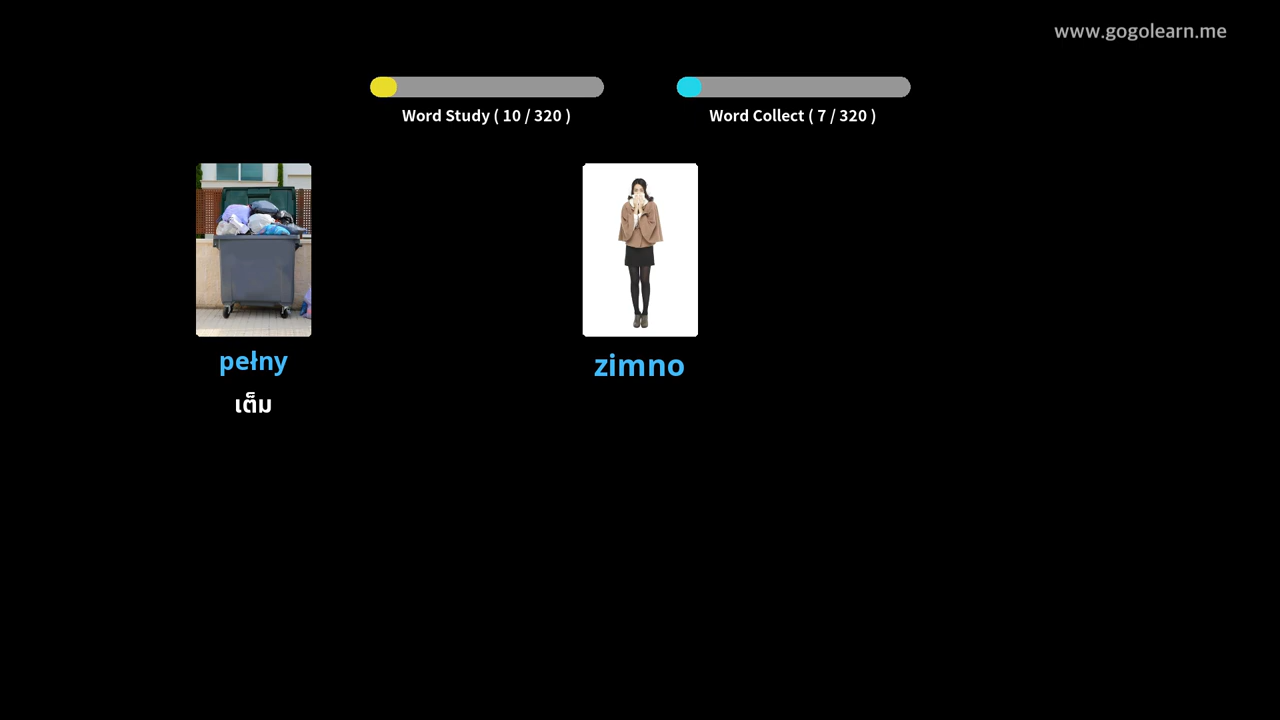 www.gogolearn.me
Word Study ( 10 / 320 )
Word Collect ( 7 / 320 )
pełny
zimno
เต็ม